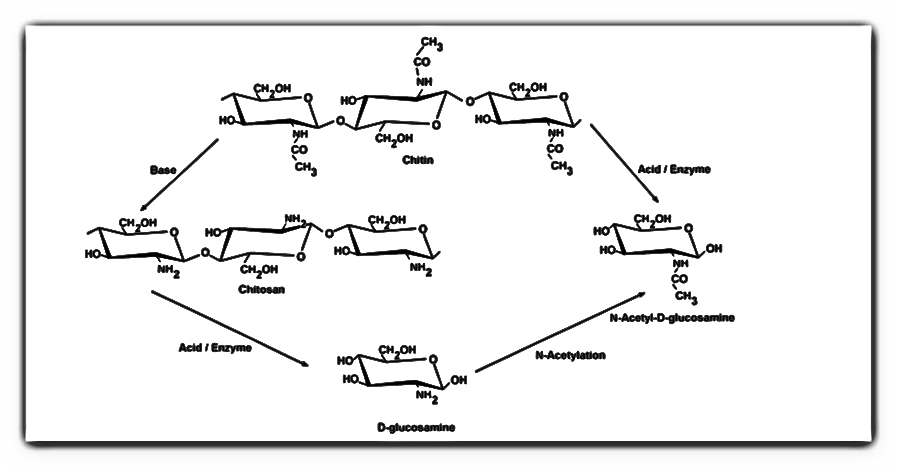 CH3
CO
NH
CH2OH
O
HO
O
CH2OH
O
HO
O
HO
NH
CO
CH3
CH2OH
O
Chitin
NH
CO
CH3
Base
Acid / Enzyme
CH2OH
O
HO
NH2
O
HO
NH2
O
CH2OH
Chitosan
O
CH2OH
O
HO
NH2
CH2OH
O
HO
HO
OH
NH
CO
CH3
N-Acetyl-D-glucosamine
Acid / Enzyme
N-Acetylation
CH2OH
O
HO
HO
OH
NH2
D-glucosamine